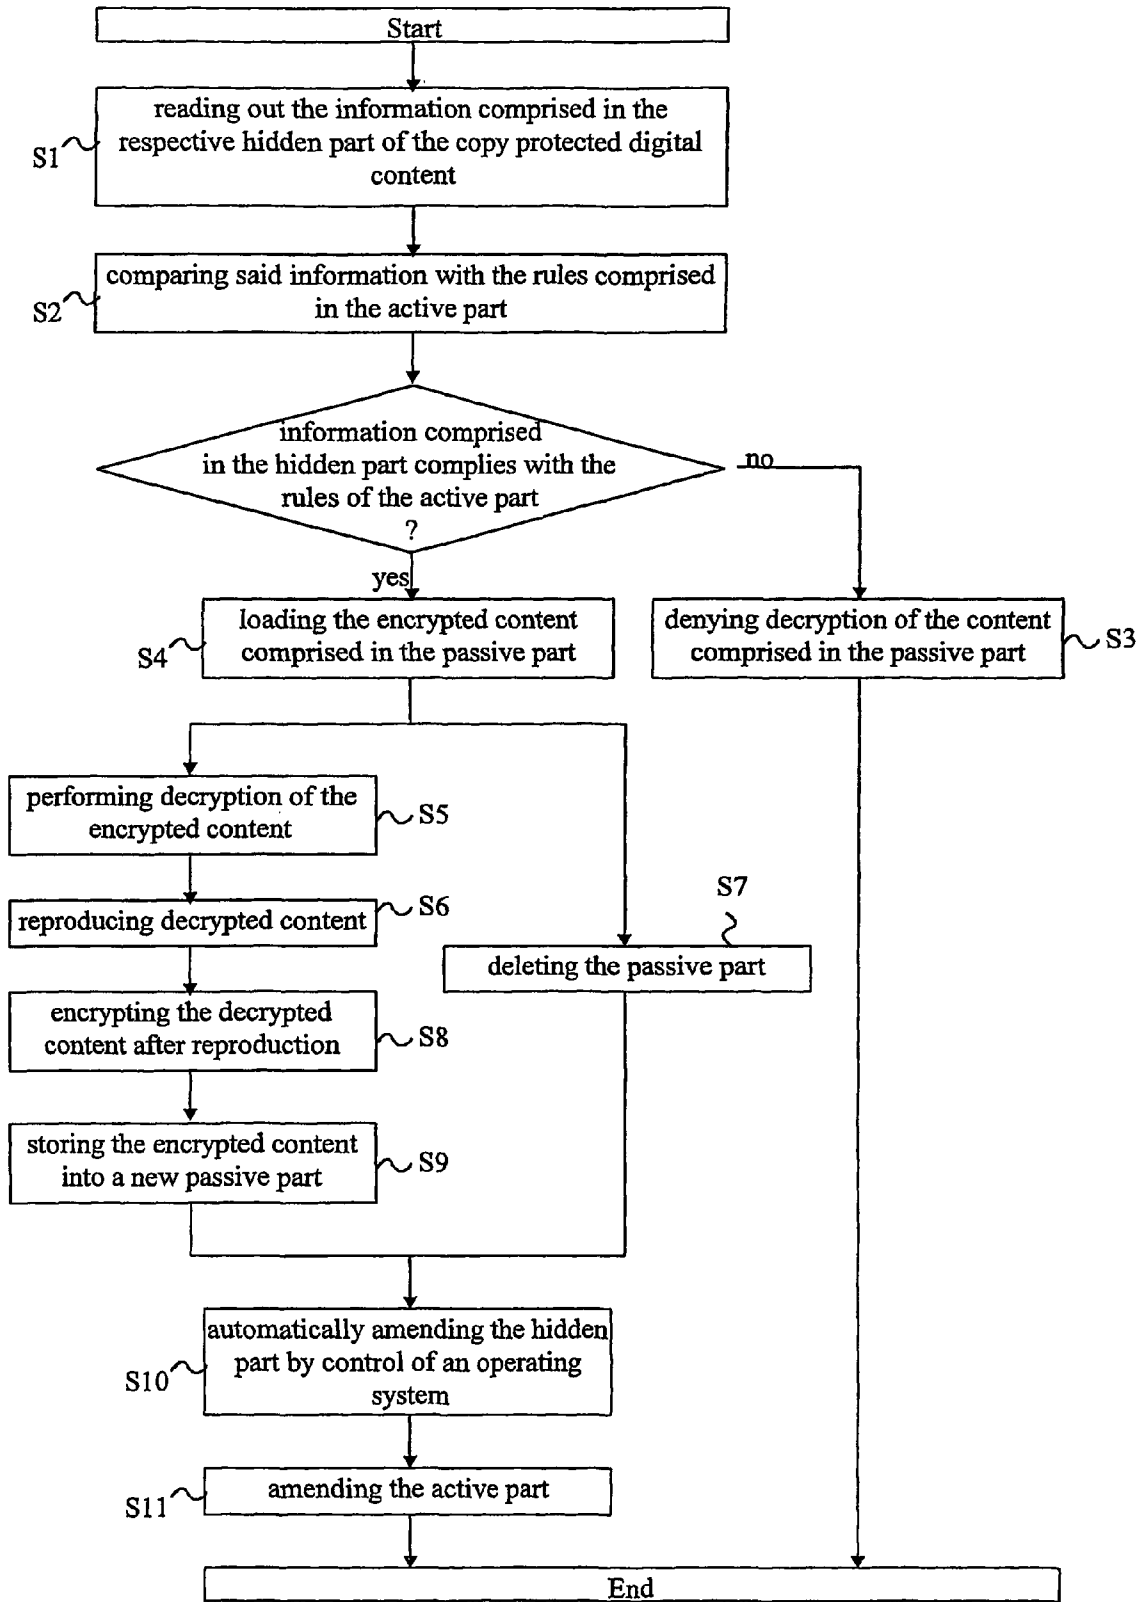 Start
reading out the information comprised in the
respective hidden part of the copy protected digital
content
S1
comparing said information with the rules comprised
in the active part
S2
information comprised
in the hidden part complies with the
rules of the active part
?
no
yes
loading the encrypted content
comprised in the passive part
S4
denying decryption of the content
comprised in the passive part
S3
performing decryption of the
encrypted content
S5
reproducing decrypted content
S6
S7
deleting the passive part
encrypting the decrypted
content after reproduction
S8
storing the encrypted content
into a new passive part
S9
automatically amending the hidden
part by control of an operating
system
S10
amending the active part
S11
End